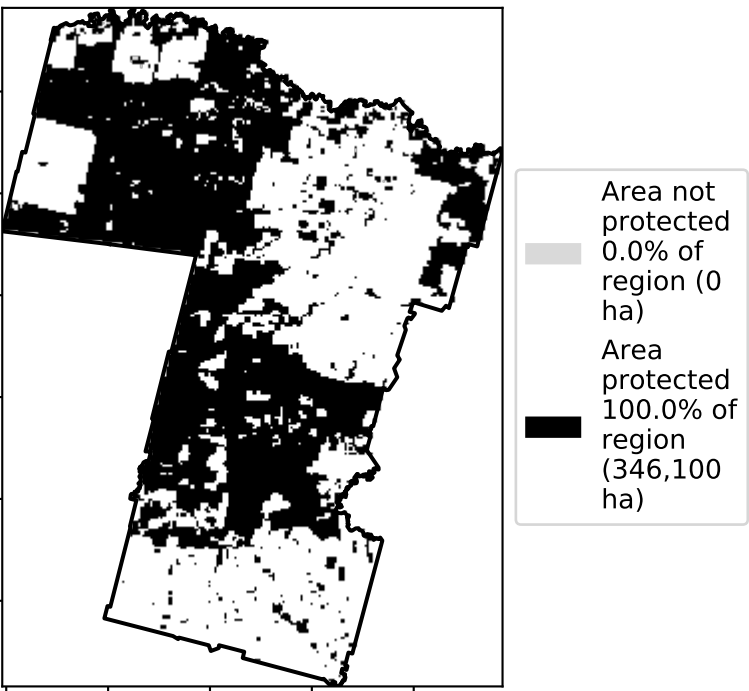 Area not
protected
0.0% of
region (0
ha)
Area
protected
100.0% of
region
(346,100
ha)